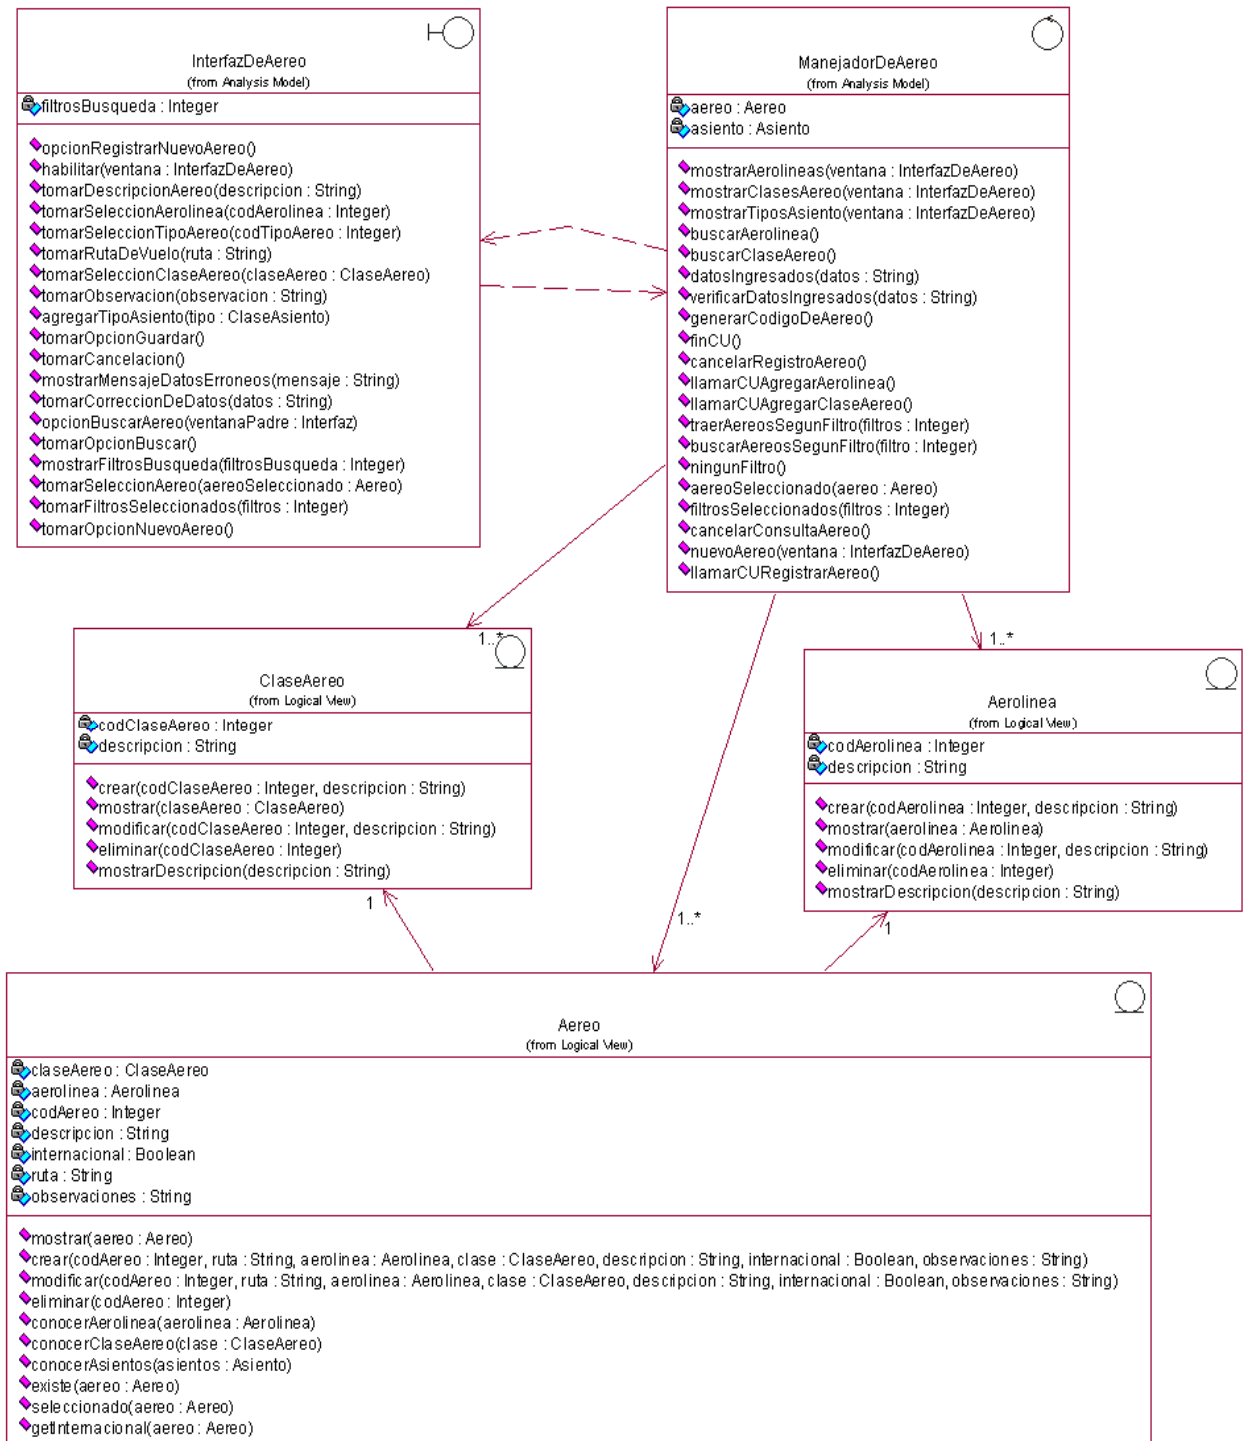 InterfazDeAereo
(from Analysis Model)
filtrosBusqueda : Integer
opcionRegistrarNuevoAereo()
habilitar(ventana : InterfazDeAereo)
tomarDescripcionAereo(descripcion : String)
tomarSeleccionAerolinea(codAerolinea : Integer)
tomarSeleccionTipoAereo(codTipoAereo : Integer)
tomarRutaDeVuelo(ruta : String)
tomarSeleccionClaseAereo(claseAereo : ClaseAereo)
tomarObservacion(observacion : String)
agregarTipoAsiento(tipo : ClaseAsiento)
tomarOpcionGuardar()
tomarCancelacion()
mostrarMensajeDatosErroneos(mensaje : String)
tomarCorreccionDeDatos(datos : String)
opcionBuscarAereo(ventanaPadre : Interfaz)
tomarOpcionBuscar()
mostrarFiltrosBusqueda(filtrosBusqueda : Integer)
tomarSeleccionAereo(aereoSeleccionado : Aereo)
tomarFiltrosSeleccionados(filtros : Integer)
tomarOpcionNuevoAereo()
ManejadorDeAereo
(from Analysis Model)
aereo : Aereo
asiento : Asiento
mostrarAerolineas(ventana : InterfazDeAereo)
mostrarClasesAereo(ventana : InterfazDeAereo)
mostrarTiposAsiento(ventana : InterfazDeAereo)
buscarAerolinea()
buscarClaseAereo()
datosIngresados(datos : String)
verificarDatosIngresados(datos : String)
generarCodigoDeAereo()
finCU()
cancelarRegistroAereo()
llamarCUAgregarAerolinea()
llamarCUAgregarClaseAereo()
traerAereosSegunFiltro(filtros : Integer)
buscarAereosSegunFiltro(filtro : Integer)
ningunFiltro()
aereoSeleccionado(aereo : Aereo)
filtrosSeleccionados(filtros : Integer)
cancelarConsultaAereo()
nuevoAereo(ventana : InterfazDeAereo)
llamarCURegistrarAereo()
1..*
1..*
ClaseAereo
(from Logical View)
codClaseAereo : Integer
descripcion : String
crear(codClaseAereo : Integer, descripcion : String)
mostrar(claseAereo : ClaseAereo)
modificar(codClaseAereo : Integer, descripcion : String)
eliminar(codClaseAereo : Integer)
mostrarDescripcion(descripcion : String)
Aerolinea
(from Logical View)
codAerolinea : Integer
descripcion : String
crear(codAerolinea : Integer, descripcion : String)
mostrar(aerolinea : Aerolinea)
modificar(codAerolinea : Integer, descripcion : String)
eliminar(codAerolinea : Integer)
mostrarDescripcion(descripcion : String)
1
1..*
1
Aereo
(from Logical View)
claseAereo : ClaseAereo
aerolinea : Aerolinea
codAereo : Integer
descripcion : String
internacional : Boolean
ruta : String
observaciones : String
mostrar(aereo : Aereo)
crear(codAereo : Integer, ruta : String, aerolinea : Aerolinea, clase : ClaseAereo, descripcion : String, internacional : Boolean, observaciones : String)
modificar(codAereo : Integer, ruta : String, aerolinea : Aerolinea, clase : ClaseAereo, descripcion : String, internacional : Boolean, observaciones : String)
eliminar(codAereo : Integer)
conocerAerolinea(aerolinea : Aerolinea)
conocerClaseAereo(clase : ClaseAereo)
conocerAsientos(asientos : Asiento)
existe(aereo : Aereo)
seleccionado(aereo : Aereo)
getInternacional(aereo : Aereo)